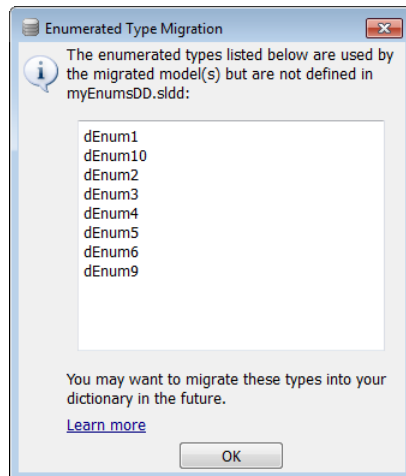 Enumerated Type Migration
The enumerated types listed below are used by
the migrated model(s) but are not defined in
myEnumsDD.sldd:
dEnum1
dEnum10
dEnum2
dEnum3
dEnum4
dEnum5
dEnum6
dEnum9
You may want to migrate these types into your
dictionary in the future.
Learn more
OK